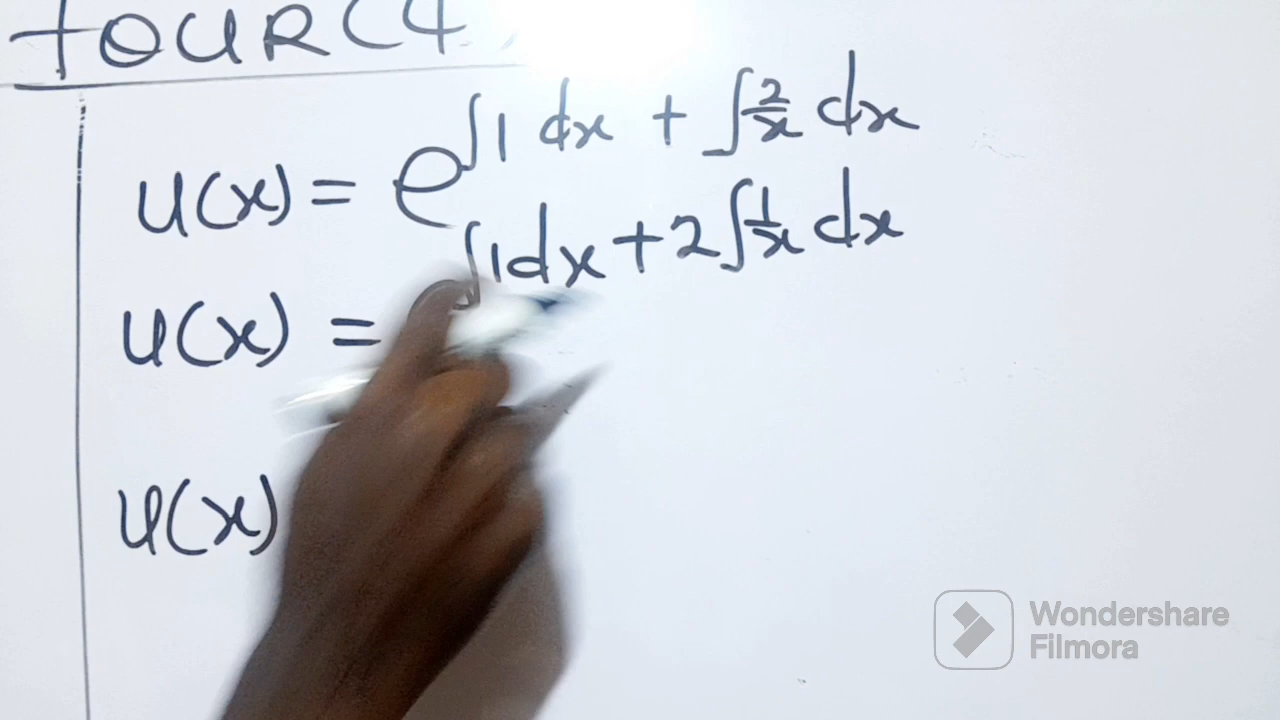 FOUR (4)
u(x) = e^∫1 dx + ∫2/x dx
u(x) = ∫1dx + 2∫1/x dx
u(x)
Wondershare
Filmora